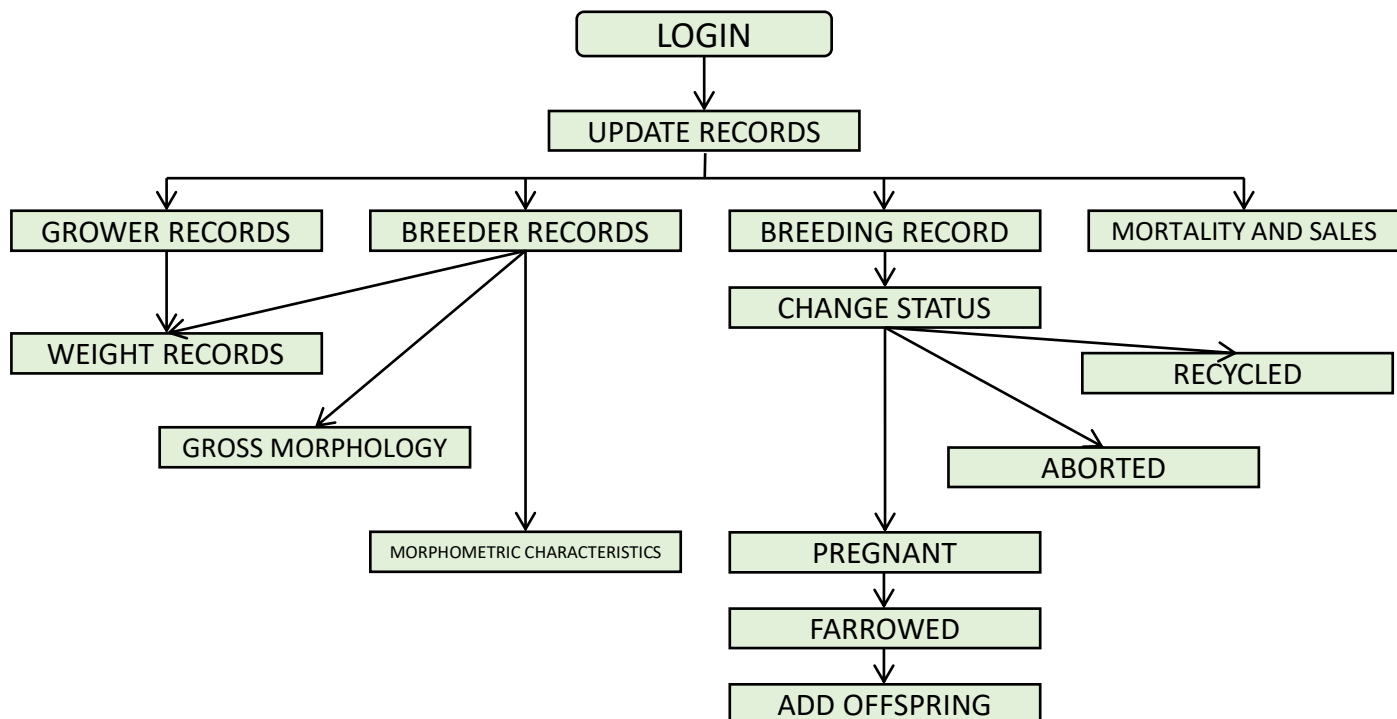 LOGIN
UPDATE RECORDS
GROWER RECORDS
BREEDER RECORDS
BREEDING RECORD
MORTALITY AND SALES
CHANGE STATUS
WEIGHT RECORDS
RECYCLED
GROSS MORPHOLOGY
ABORTED
MORPHOMETRIC CHARACTERISTICS
PREGNANT
FARROWED
ADD OFFSPRING